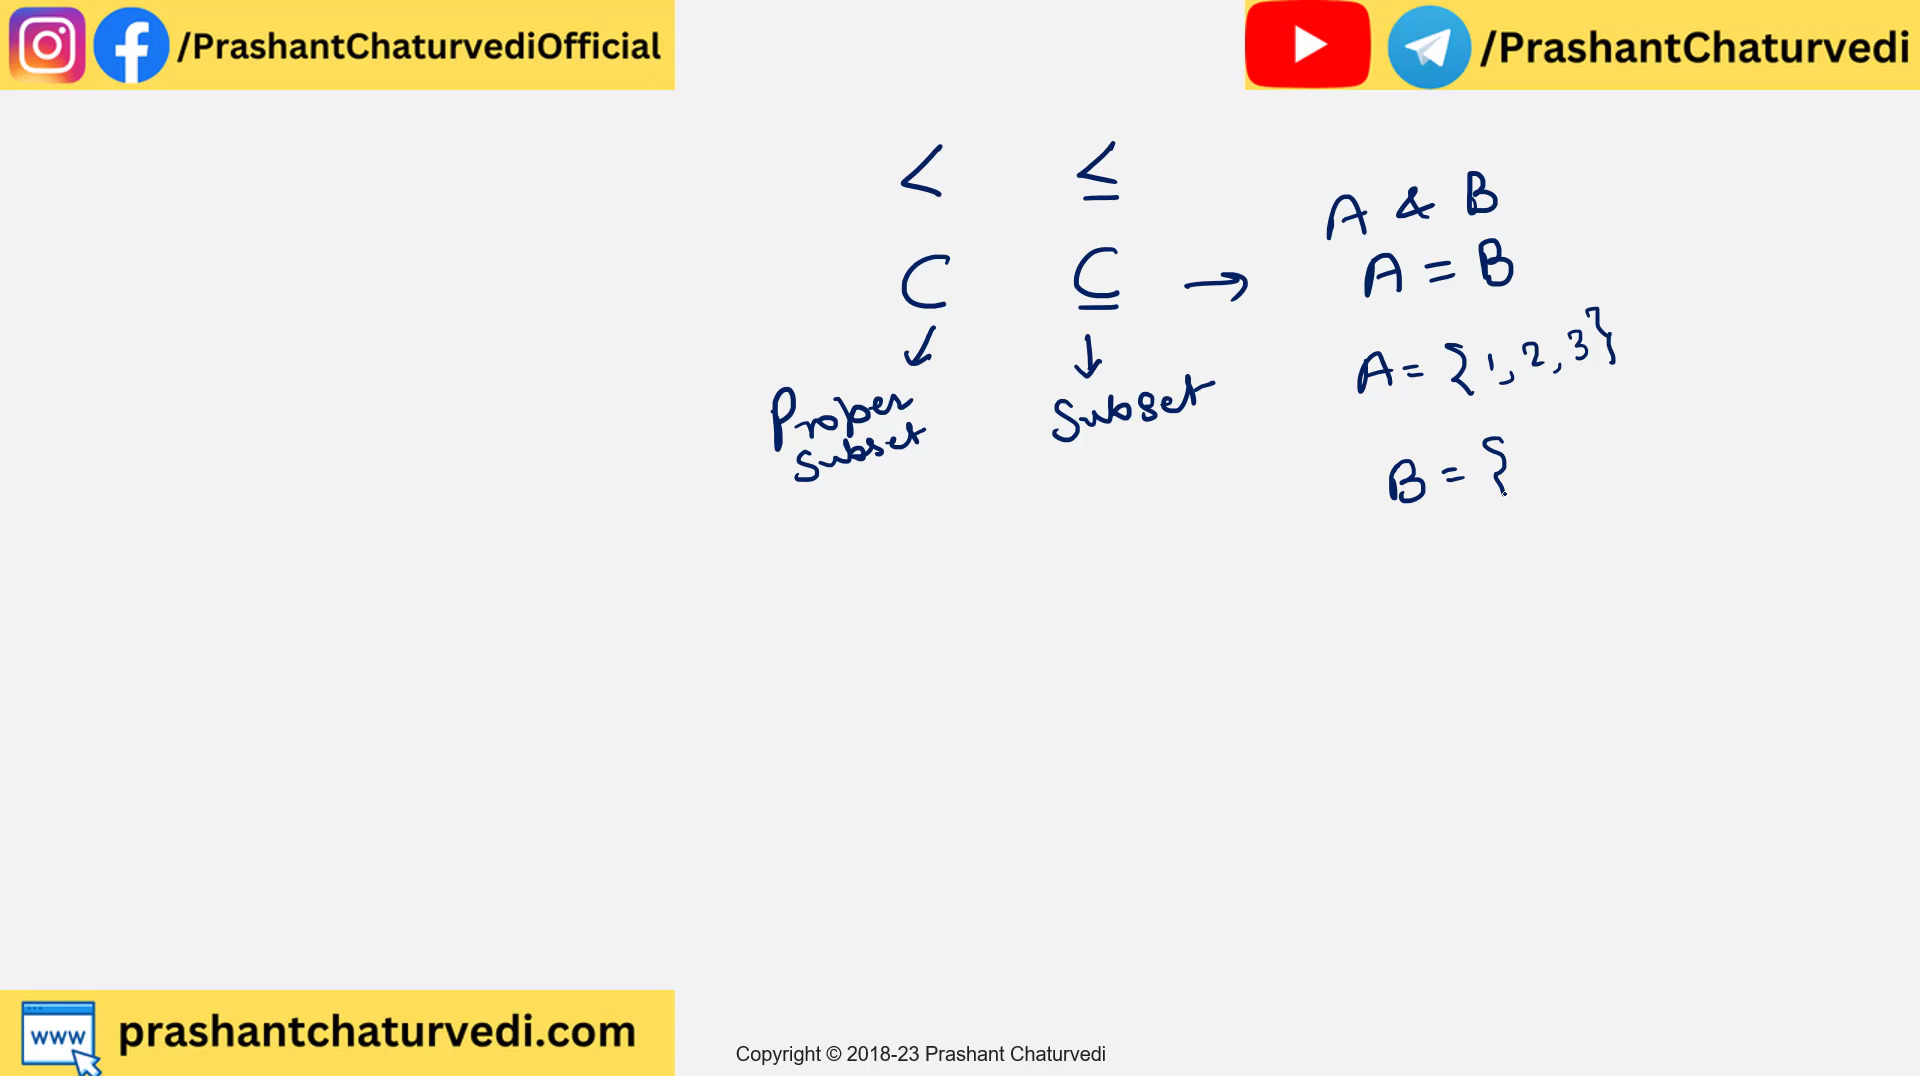 /PrashantChaturvediOfficial
/PrashantChaturvedi
< ≤
⊂ ⊆ →
Proper
subset
Subset
A & B
A = B
A = {1, 2, 3}
B = {
www
prashantchaturvedi.com
Copyright © 2018-23 Prashant Chaturvedi